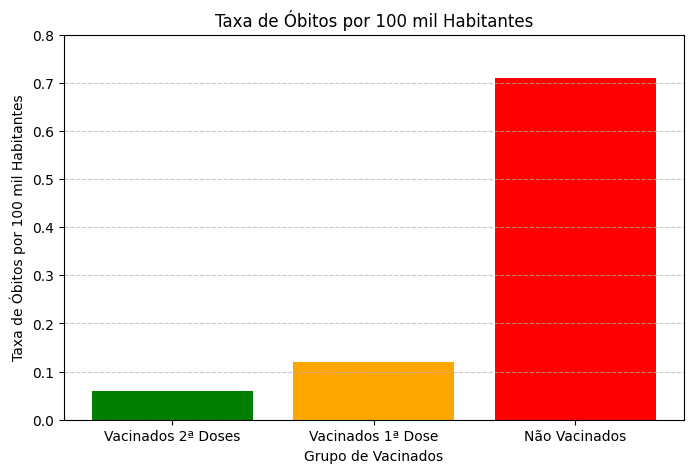 Taxa de Óbitos por 100 mil Habitantes
Taxa de Óbitos por 100 mil Habitantes
0.8
0.7
0.6
0.5
0.4
0.3
0.2
0.1
0.0
Vacinados 2ª Doses Vacinados 1ª Dose Não Vacinados
Grupo de Vacinados